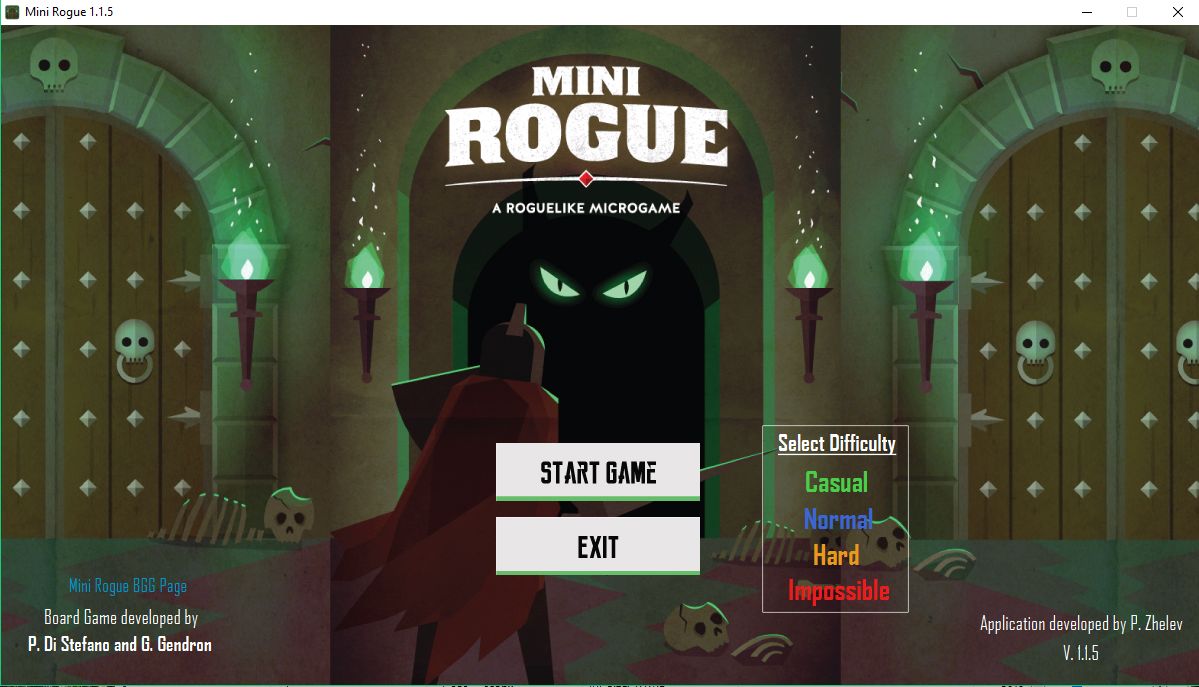 Mini Rogue 1.1.5
MINI
ROGUE
A ROGUELIKE MICROGAME
START GAME
EXIT
Select Difficulty
Casual
Normal
Hard
Impossible
Mini Rogue BGG Page
Board Game developed by
P. Di Stefano and G. Gendron
Application developed by P. Zhelev
V. 1.1.5